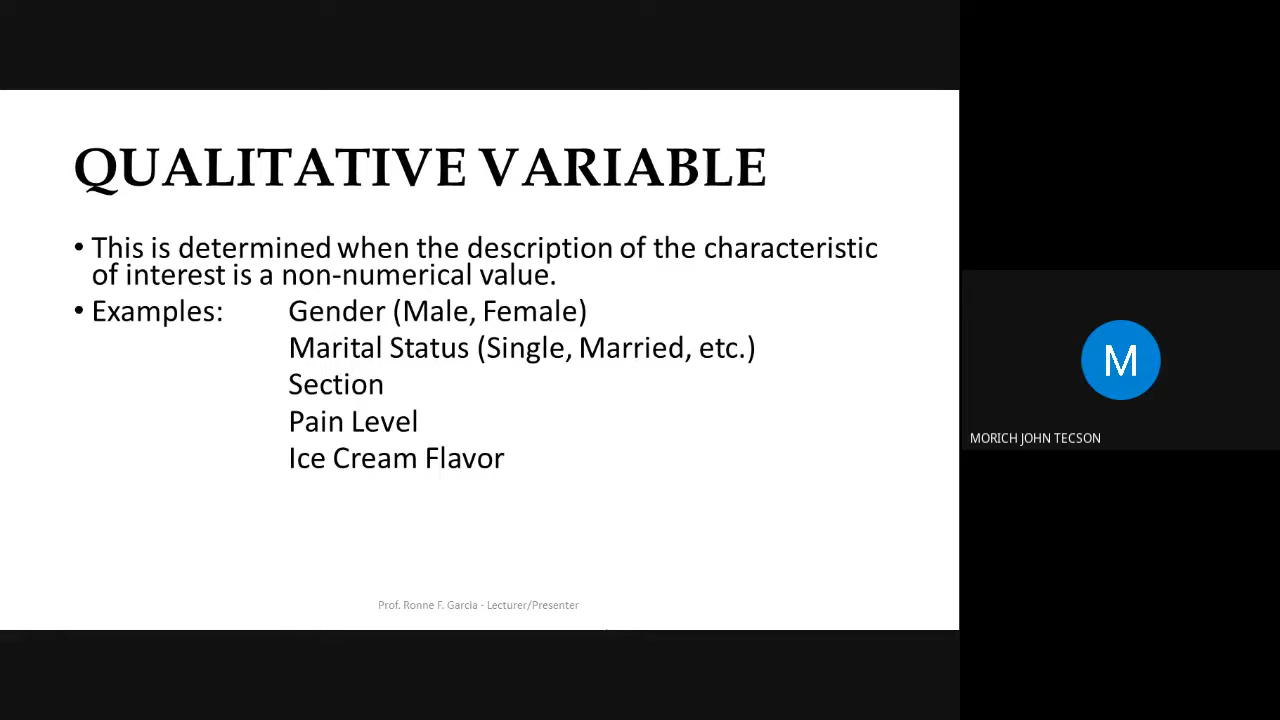 QUALITATIVE VARIABLE
• This is determined when the description of the characteristic
of interest is a non-numerical value.
• Examples: Gender (Male, Female)
Marital Status (Single, Married, etc.)
Section
Pain Level
Ice Cream Flavor
Prof. Ronne F. Garcia - Lecturer/Presenter
M
MORICH JOHN TECSON